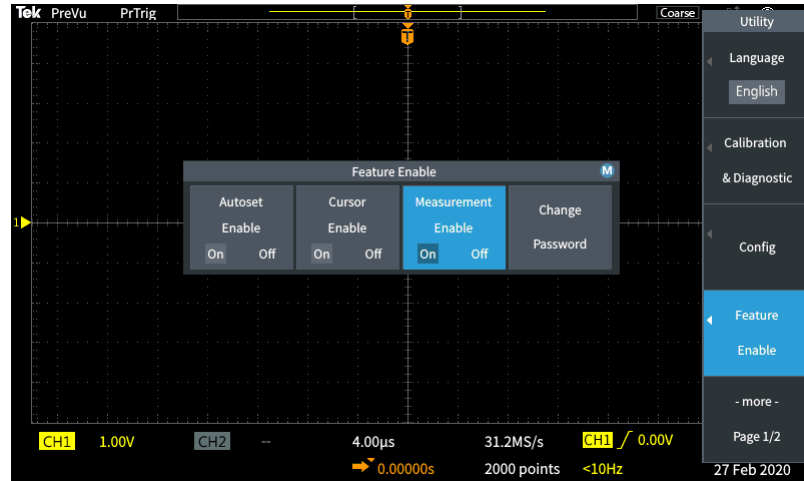 Tek PreVu PrTrig Coarse
Utility
T
T
Language
English
Calibration
& Diagnostic
Config
Feature
Enable
- more -
Page 1/2
Feature Enable M
Autoset Cursor Measurement Change
Enable Enable Enable Password
On Off On Off On Off
1
CH1 1.00V CH2 -- 4.00µs 31.2MS/s CH1 0.00V
0.00000s 2000 points <10Hz 27 Feb 2020